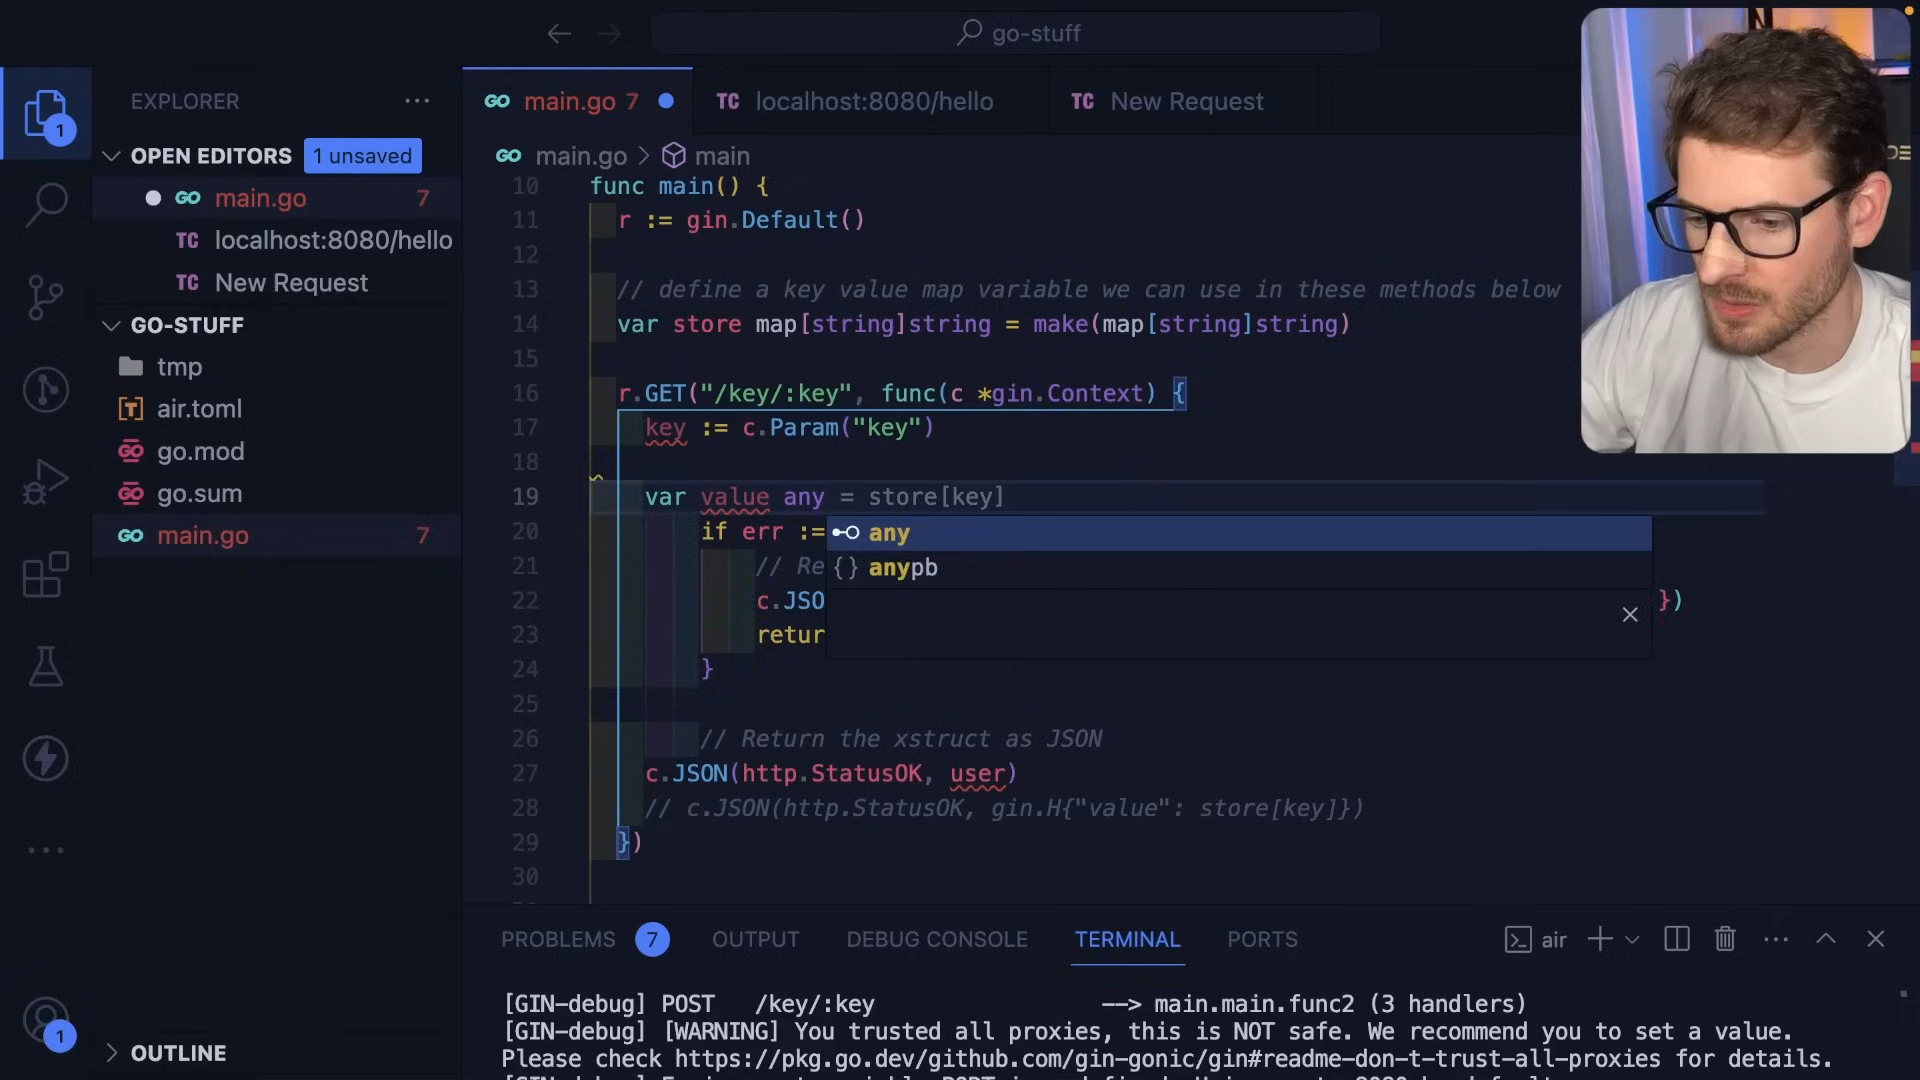 go-stuff
EXPLORER
main.go 7
TC localhost:8080/hello
TC New Request
1
OPEN EDITORS 1 unsaved
main.go 7
TC localhost:8080/hello
TC New Request
GO-STUFF
tmp
air.toml
go.mod
go.sum
main.go 7
OUTLINE
1
main.go > main
10 func main() {
11 r := gin.Default()
12
13 // define a key value map variable we can use in these methods below
14 var store map[string]string = make(map[string]string)
15
16 r.GET("/key/:key", func(c *gin.Context) {
17 key := c.Param("key")
18
19 var value any = store[key]
20 if err :=
any
21 // Re
anypb
22 c.JSO
})
23 retur
24 }
25
26 // Return the xstruct as JSON
27 c.JSON(http.StatusOK, user)
28 // c.JSON(http.StatusOK, gin.H{"value": store[key]})
29 })
30
PROBLEMS 7 OUTPUT DEBUG CONSOLE TERMINAL PORTS
air
[GIN-debug] POST /key/:key --> main.main.func2 (3 handlers)
[GIN-debug] [WARNING] You trusted all proxies, this is NOT safe. We recommend you to set a value.
Please check https://pkg.go.dev/github.com/gin-gonic/gin#readme-don-t-trust-all-proxies for details.